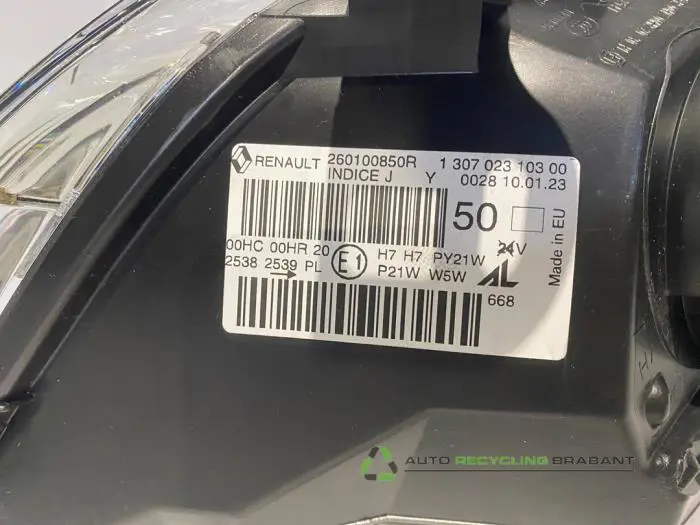 RENAULT 260100850R 1 307 023 103 00
INDICE J Y 0028 10.01.23
50
Made in EU
00HC 00HR 20 E1 H7 H7 PY21W 24V
2538 2539 PL P21W W5W AL
668
AUTO RECYCLING BRABANT